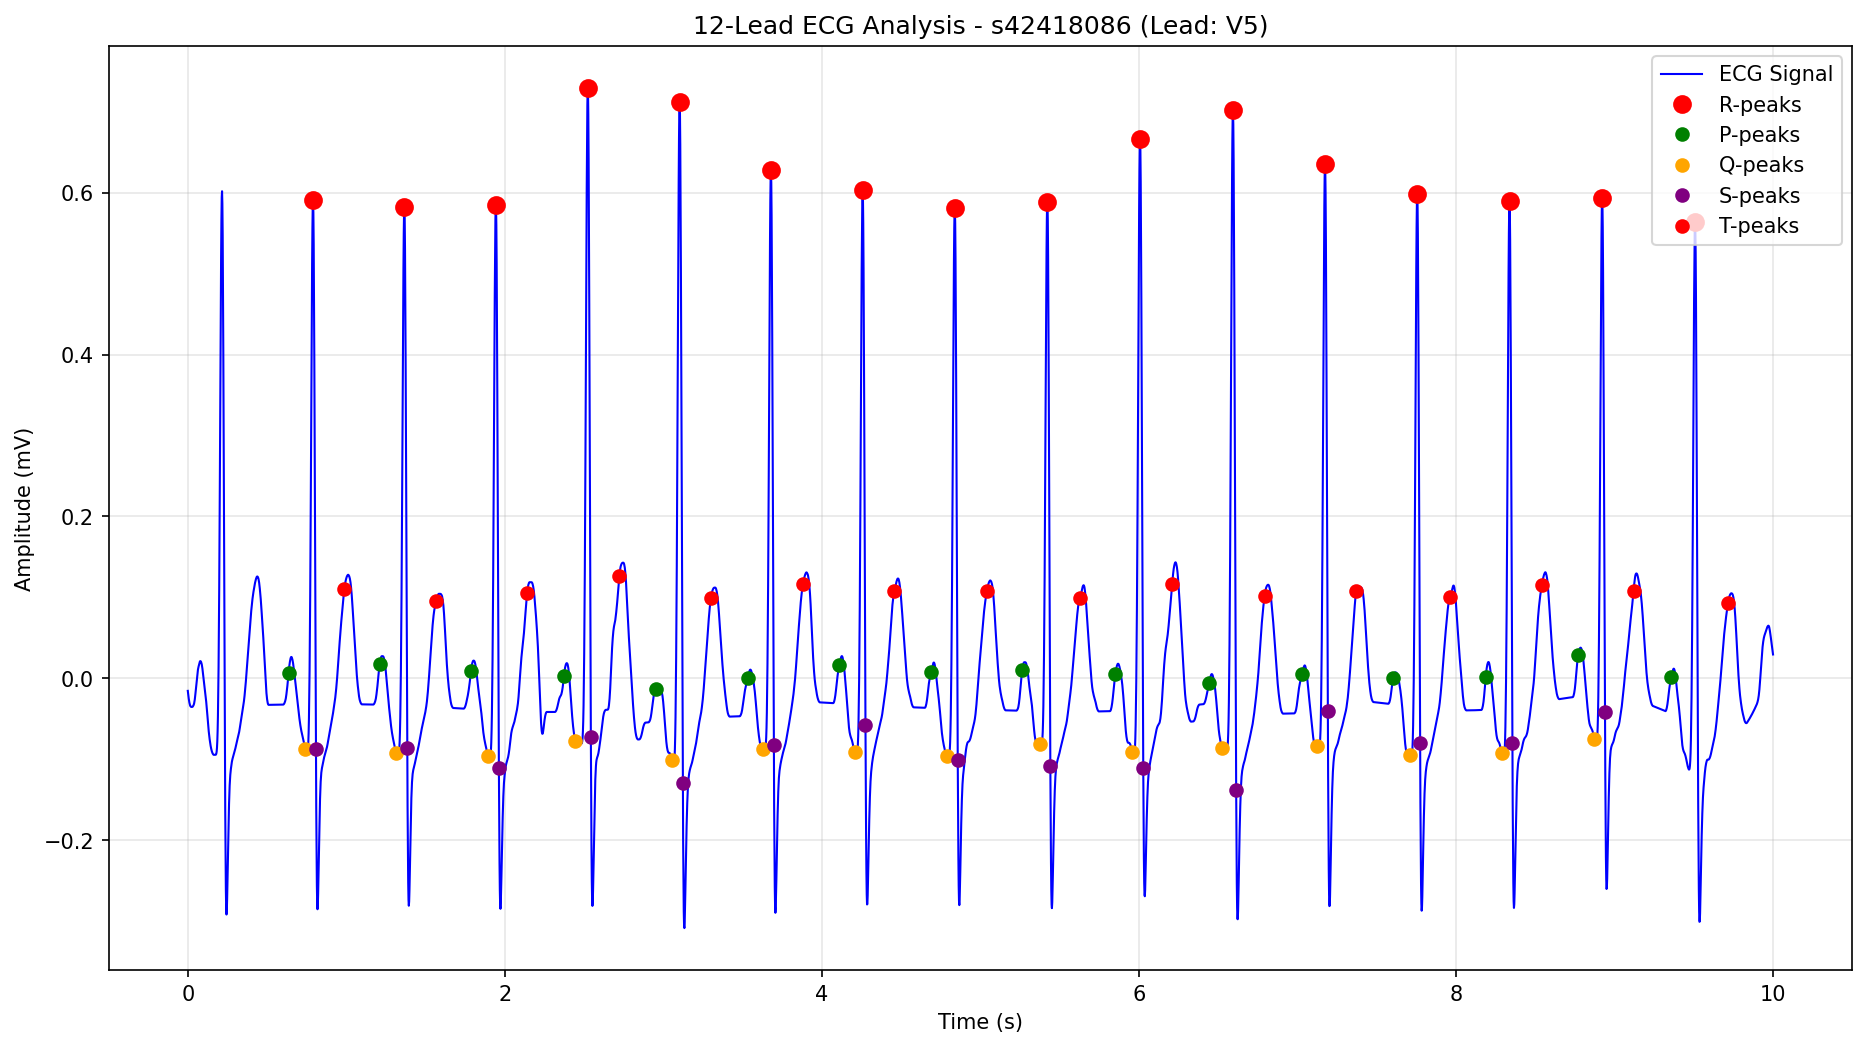 12-Lead ECG Analysis - s42418086 (Lead: V5)
ECG Signal
R-peaks
P-peaks
Q-peaks
S-peaks
T-peaks
Amplitude (mV)
0.6
0.4
0.2
0.0
−0.2
0
2
4
6
8
10
Time (s)